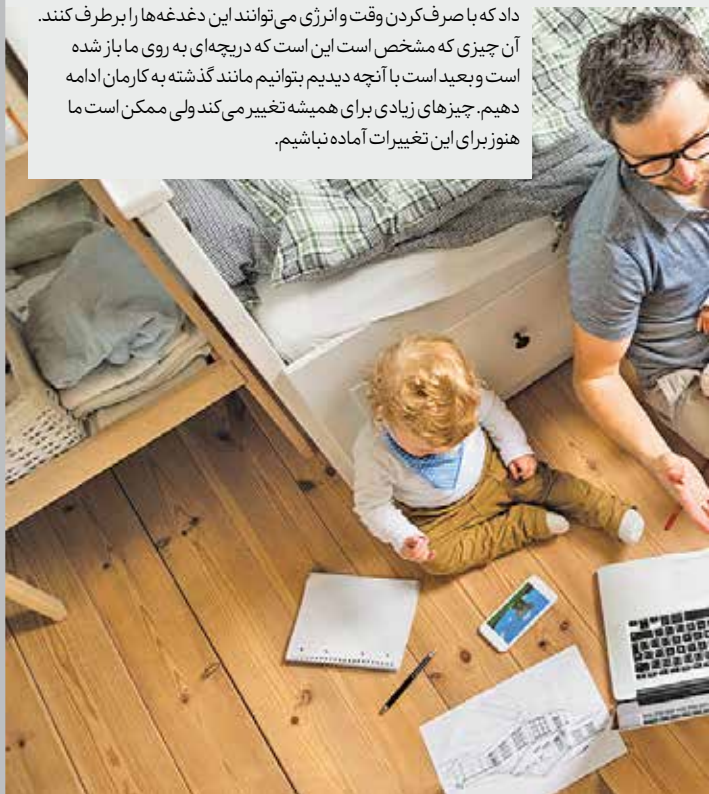 داد که با صرف‌کردن وقت و انرژی می‌توانند این دغدغه‌ها را برطرف کنند.
آن چیزی که مشخص است این است که دریچه‌ای به روی ما باز شده
است و بعید است با آنچه دیدیم بتوانیم مانند گذشته به کارمان ادامه
دهیم. چیزهای زیادی برای همیشه تغییر می‌کند ولی ممکن است ما
هنوز برای این تغییرات آماده نباشیم.